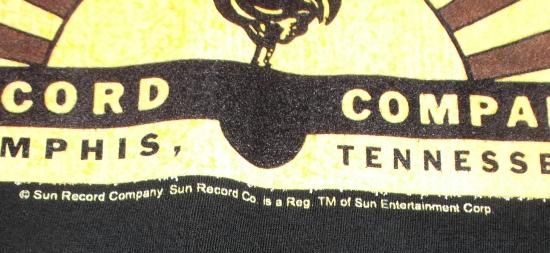 CORD COMPA
MPHIS, TENNESSE
© Sun Record Company. Sun Record Co. is a Reg. TM of Sun Entertainment Corp.